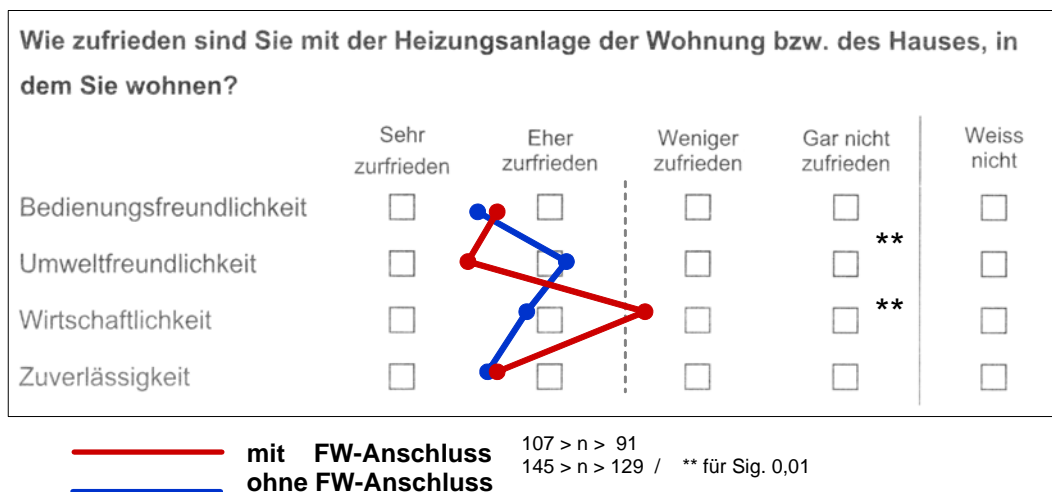 Wie zufrieden sind Sie mit der Heizungsanlage der Wohnung bzw. des Hauses, in
dem Sie wohnen?
Sehr zurfrieden
Eher zurfrieden
Weniger zufrieden
Gar nicht zufrieden
Weiss nicht
Bedienungsfreundlichkeit
**
Umweltfreundlichkeit
Wirtschaftlichkeit **
Zuverlässigkeit
mit FW-Anschluss 107 > n > 91
ohne FW-Anschluss 145 > n > 129 / ** für Sig. 0,01